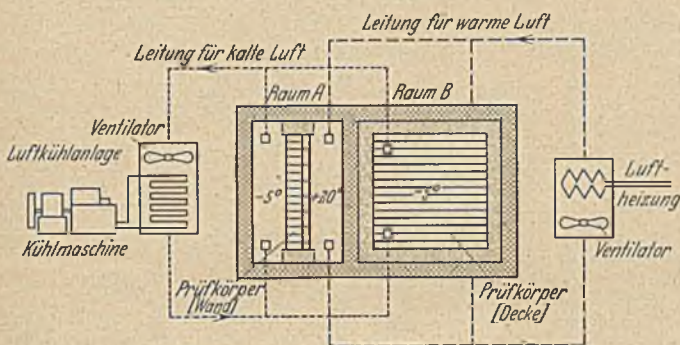 Leitung für warme Luft
Leitung für kalte Luft
Raum A
Raum B
Ventilator
Luftkühlanlage
Kühlmaschine
-5°
+20°
-5°
Luft-
heizung
Ventilator
Prüfkörper
[Wand]
Prüfkörper
[Decke]